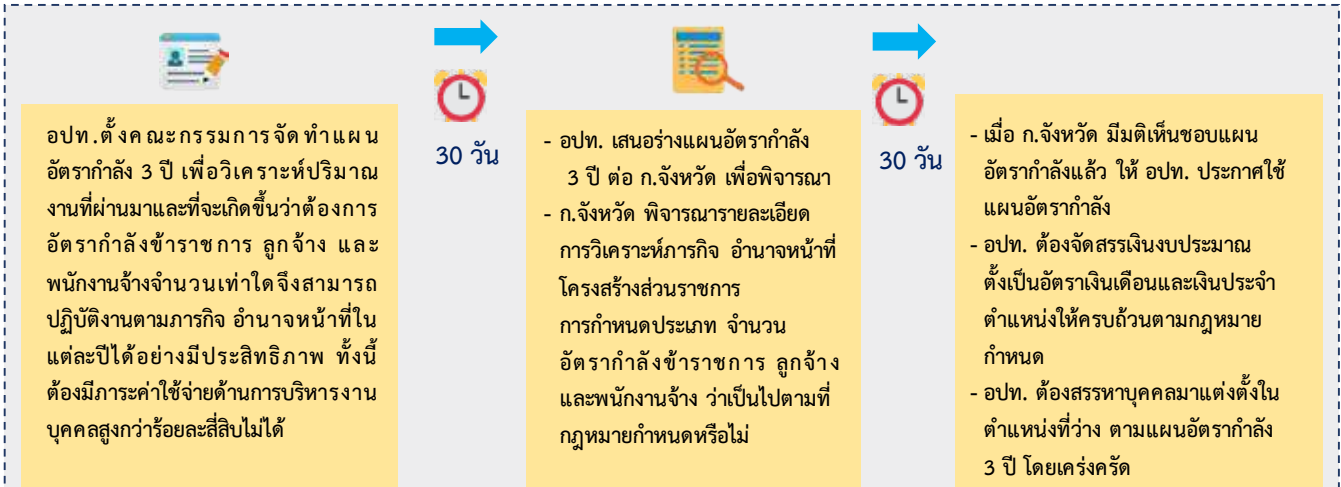 อปท.ตั้งคณะกรรมการจัดทำแผน
อัตรากำลัง 3 ปี เพื่อวิเคราะห์ปริมาณ
งานที่ผ่านมาและที่จะเกิดขึ้นว่าต้องการ
อัตรากำลังข้าราชการ ลูกจ้าง และ
พนักงานจ้างจำนวนเท่าใดจึงสามารถ
ปฏิบัติงานตามภารกิจ อำนาจหน้าที่ใน
แต่ละปีได้อย่างมีประสิทธิภาพ ทั้งนี้
ต้องมีภาระค่าใช้จ่ายด้านการบริหารงาน
บุคคลสูงกว่าร้อยละสี่สิบไม่ได้
30 วัน
- อปท. เสนอร่างแผนอัตรากำลัง
3 ปี ต่อ ก.จังหวัด เพื่อพิจารณา
- ก.จังหวัด พิจารณารายละเอียด
การวิเคราะห์ภารกิจ อำนาจหน้าที่
โครงสร้างส่วนราชการ
การกำหนดประเภท จำนวน
อัตรากำลังข้าราชการ ลูกจ้าง
และพนักงานจ้าง ว่าเป็นไปตามที่
กฎหมายกำหนดหรือไม่
30 วัน
- เมื่อ ก.จังหวัด มีมติเห็นชอบแผน
อัตรากำลังแล้ว ให้ อปท. ประกาศใช้
แผนอัตรากำลัง
- อปท. ต้องจัดสรรเงินงบประมาณ
ตั้งเป็นอัตราเงินเดือนและเงินประจำ
ตำแหน่งให้ครบถ้วนตามกฎหมาย
กำหนด
- อปท. ต้องสรรหาบุคคลมาแต่งตั้งใน
ตำแหน่งที่ว่าง ตามแผนอัตรากำลัง
3 ปี โดยเคร่งครัด